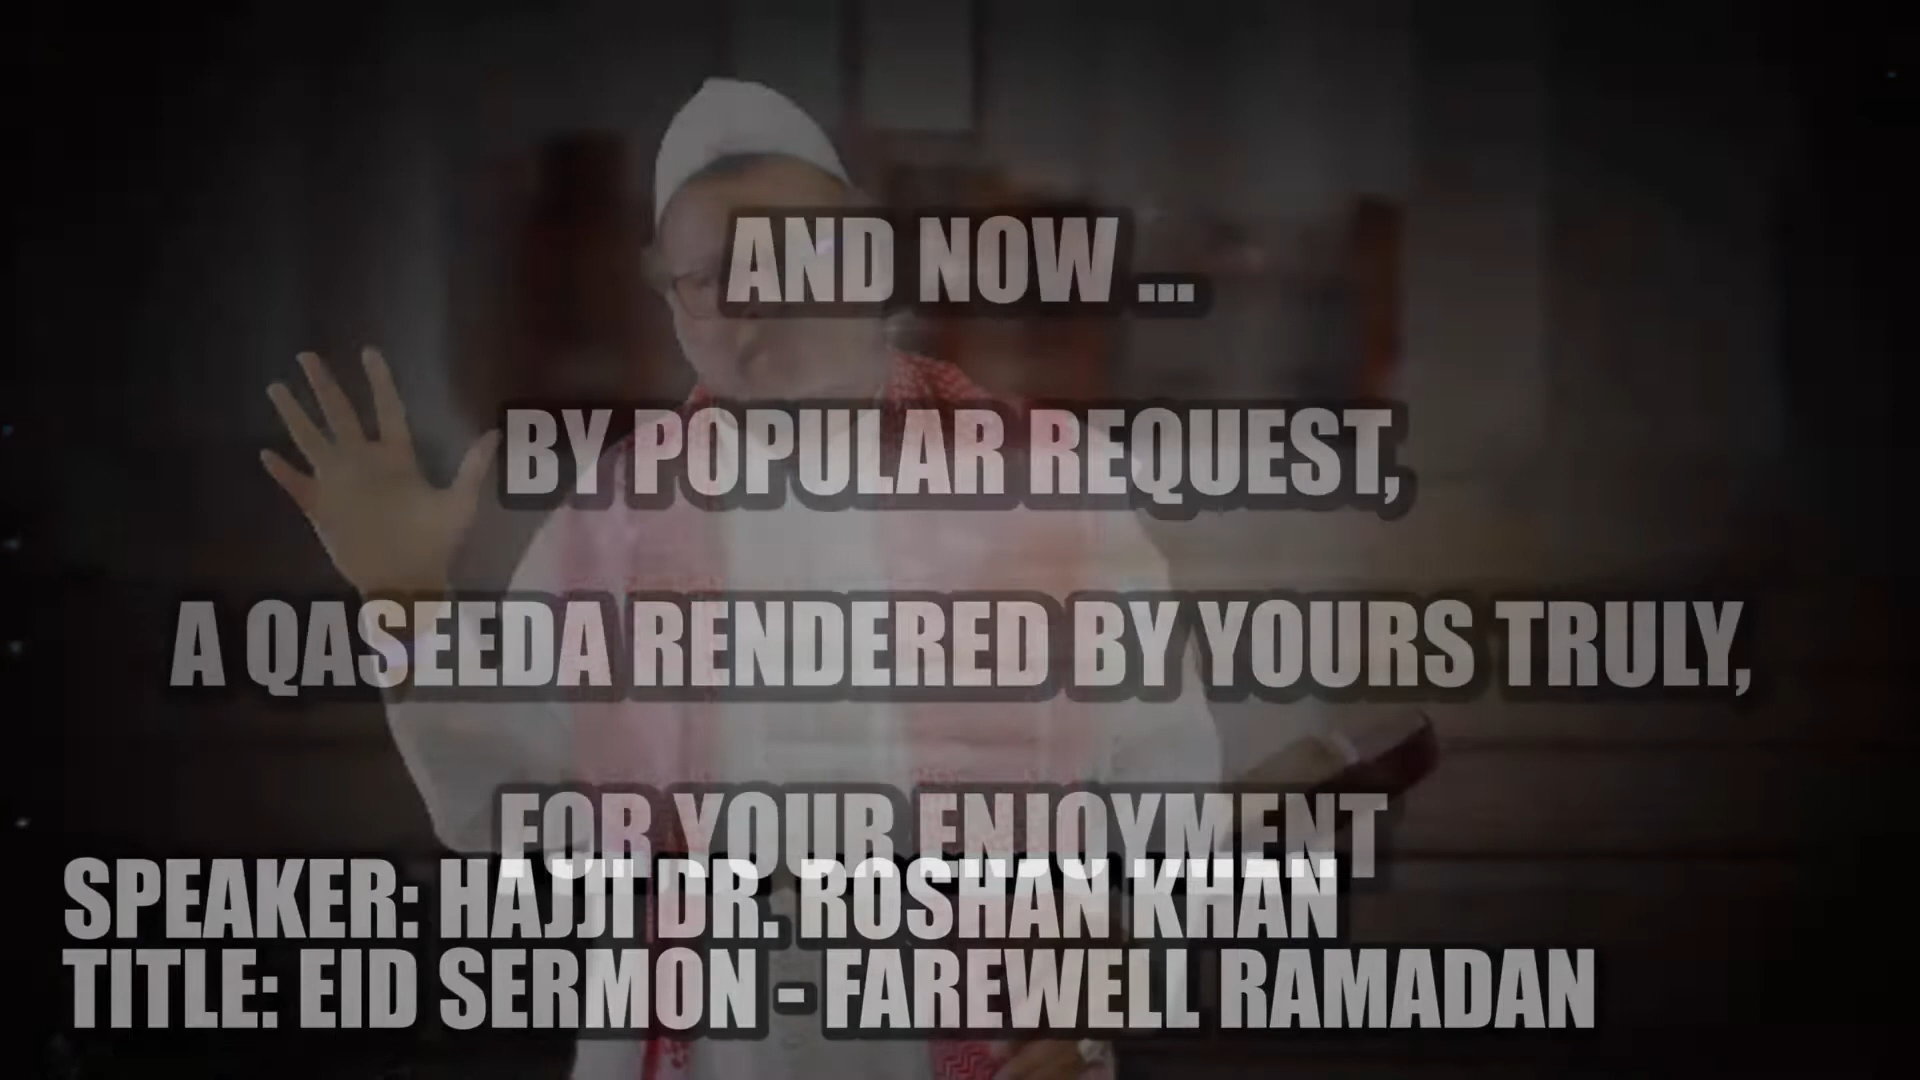 AND NOW ...
BY POPULAR REQUEST,
A QASEEDA RENDERED BY YOURS TRULY,
FOR YOUR ENJOYMENT
SPEAKER: HAJJI DR. ROSHAN KHAN
TITLE: EID SERMON - FAREWELL RAMADAN